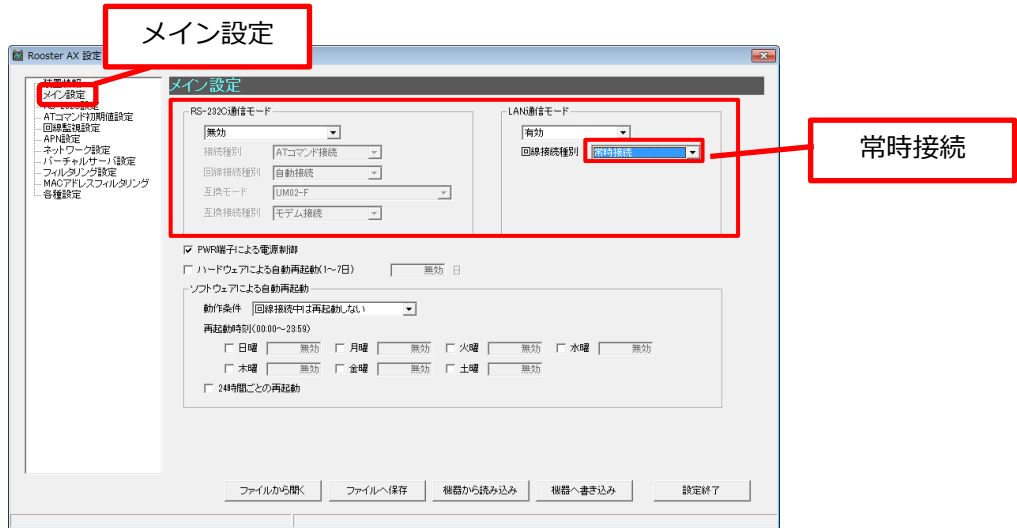 メイン設定
Rooster AX 設定
メイン設定
ATコマンド初期値設定
回線監視設定
APN設定
ネットワーク設定
バーチャルサーバ設定
フィルタリング設定
MACアドレスフィルタリング
各種設定
メイン設定
RS-232C通信モード
無効
接続種別 ATコマンド接続
回線接続種別 自動接続
互換モード UM02-F
互換接続種別 モデム接続
LAN通信モード
有効
回線接続種別 常時接続
常時接続
PWR端子による電源制御
ハードウェアによる自動再起動(1～7日) 無効 日
ソフトウェアによる自動再起動
動作条件 回線接続中は再起動しない
再起動時刻(00:00～23:59)
日曜 無効 月曜 無効 火曜 無効 水曜 無効
木曜 無効 金曜 無効 土曜 無効
24時間ごとの再起動
ファイルから開く ファイルへ保存 機器から読み込み 機器へ書き込み 設定終了